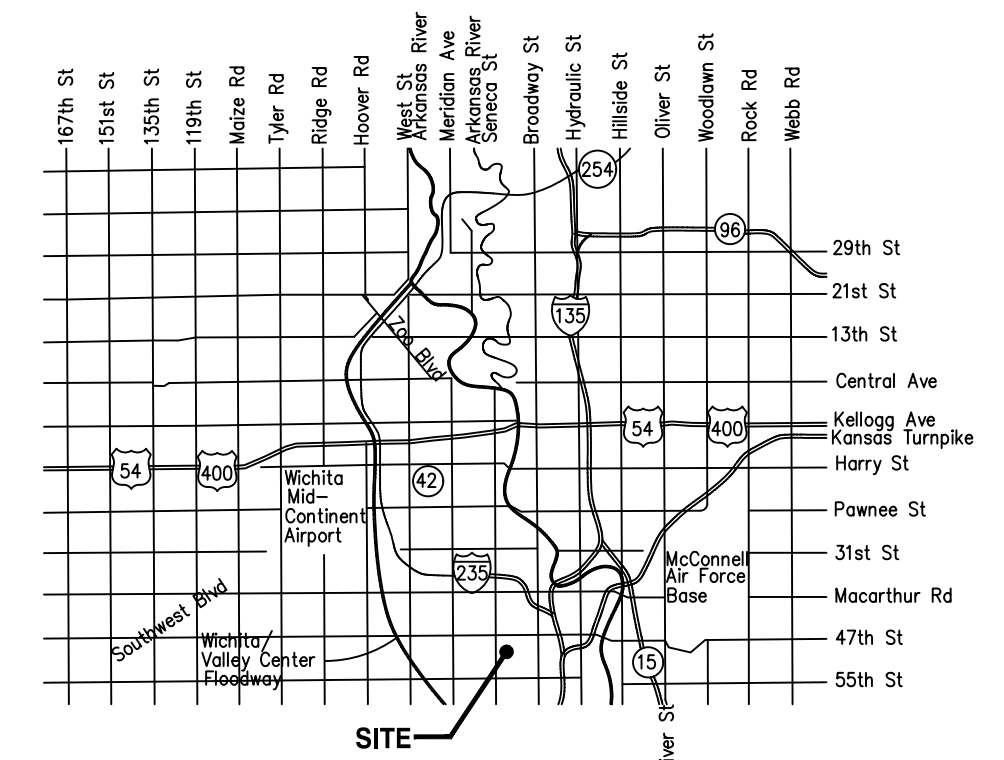 167th St
151st St
135th St
119th St
Maize Rd
Tyler Rd
Ridge Rd
Hoover Rd
West St
Arkansas River
Meridian Ave
Arkansas River
Seneca St
Broadway St
Hydraulic St
Hillside St
Oliver St
Woodlawn St
Rock Rd
Webb Rd
254
96
29th St
21st St
135
13th St
Zoo Blvd
Central Ave
54
400
Kellogg Ave
Kansas Turnpike
54
400
Harry St
Wichita
Mid-
Continent
Airport
42
Pawnee St
31st St
235
McConnell
Air Force
Base
Macarthur Rd
Southwest Blvd
Wichita/
Valley Center
Floodway
47th St
15
55th St
SITE
iver St